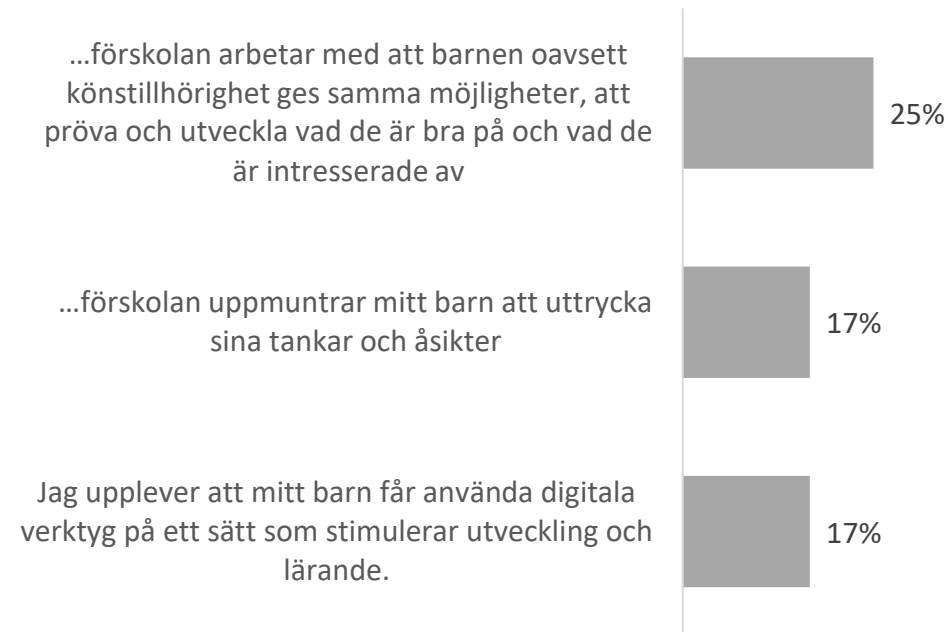 …förskolan arbetar med att barnen oavsett
könstillhörighet ges samma möjligheter, att
pröva och utveckla vad de är bra på och vad de
är intresserade av
25%
…förskolan uppmuntrar mitt barn att uttrycka
sina tankar och åsikter
17%
Jag upplever att mitt barn får använda digitala
verktyg på ett sätt som stimulerar utveckling och
lärande.
17%